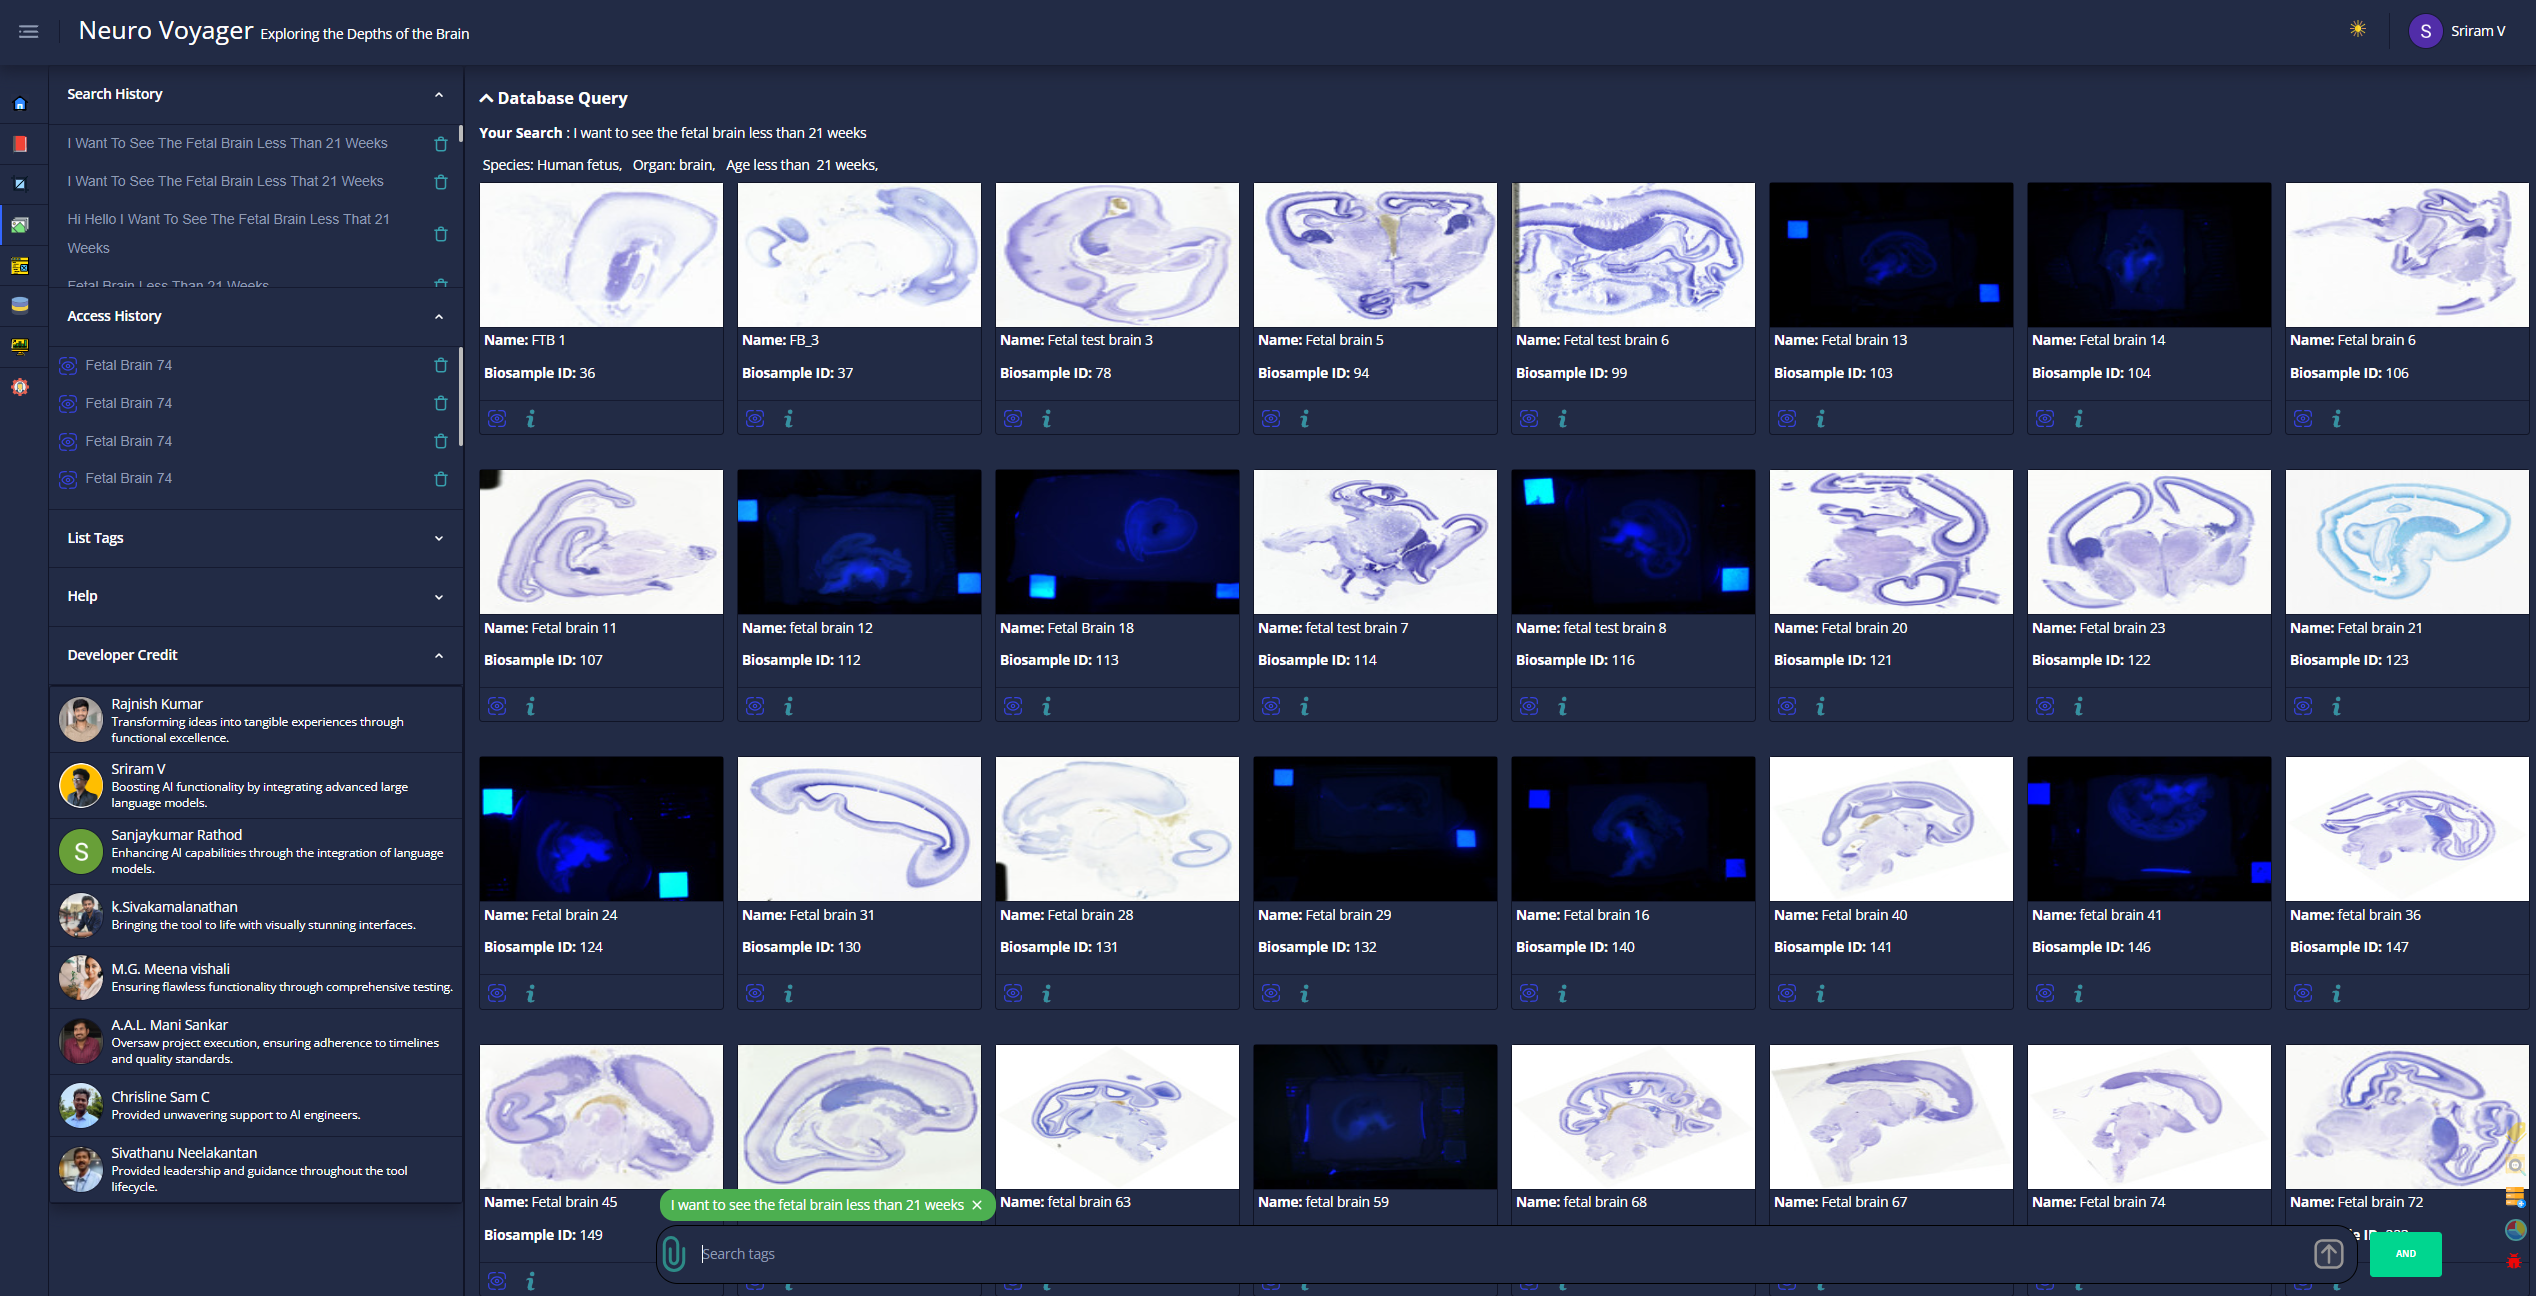 Neuro Voyager Exploring the Depths of the Brain
S Sriram V
Search History
I Want To See The Fetal Brain Less Than 21 Weeks
I Want To See The Fetal Brain Less That 21 Weeks
Hi Hello I Want To See The Fetal Brain Less That 21
Weeks
Fetal Brain Less Than 21 Weeks
Access History
Fetal Brain 74
Fetal Brain 74
Fetal Brain 74
Fetal Brain 74
List Tags
Help
Developer Credit
Rajnish Kumar
Transforming ideas into tangible experiences through
functional excellence.
Sriram V
Boosting AI functionality by integrating advanced large
language models.
S
Sanjaykumar Rathod
Enhancing AI capabilities through the integration of language
models.
k.Sivakamalanathan
Bringing the tool to life with visually stunning interfaces.
M.G. Meena vishali
Ensuring flawless functionality through comprehensive testing.
A.A.L. Mani Sankar
Oversaw project execution, ensuring adherence to timelines
and quality standards.
Chrisline Sam C
Provided unwavering support to AI engineers.
Sivathanu Neelakantan
Provided leadership and guidance throughout the tool
lifecycle.
Database Query
Your Search : I want to see the fetal brain less than 21 weeks
Species: Human fetus, Organ: brain, Age less than 21 weeks,
Name: FTB 1
Biosample ID: 36
Name: FB_3
Biosample ID: 37
Name: Fetal test brain 3
Biosample ID: 78
Name: Fetal brain 5
Biosample ID: 94
Name: Fetal test brain 6
Biosample ID: 99
Name: Fetal brain 13
Biosample ID: 103
Name: Fetal brain 14
Biosample ID: 104
Name: Fetal brain 6
Biosample ID: 106
Name: Fetal brain 11
Biosample ID: 107
Name: fetal brain 12
Biosample ID: 112
Name: Fetal Brain 18
Biosample ID: 113
Name: fetal test brain 7
Biosample ID: 114
Name: fetal test brain 8
Biosample ID: 116
Name: Fetal brain 20
Biosample ID: 121
Name: Fetal brain 23
Biosample ID: 122
Name: Fetal brain 21
Biosample ID: 123
Name: Fetal brain 24
Biosample ID: 124
Name: Fetal brain 31
Biosample ID: 130
Name: Fetal brain 28
Biosample ID: 131
Name: Fetal brain 29
Biosample ID: 132
Name: Fetal brain 16
Biosample ID: 140
Name: Fetal brain 40
Biosample ID: 141
Name: fetal brain 41
Biosample ID: 146
Name: fetal brain 36
Biosample ID: 147
Name: Fetal brain 45
Biosample ID: 149
Name: fetal brain 63
Name: fetal brain 59
Name: fetal brain 68
Name: Fetal brain 67
Name: Fetal brain 74
Name: Fetal brain 72
I want to see the fetal brain less than 21 weeks
Search tags
AND